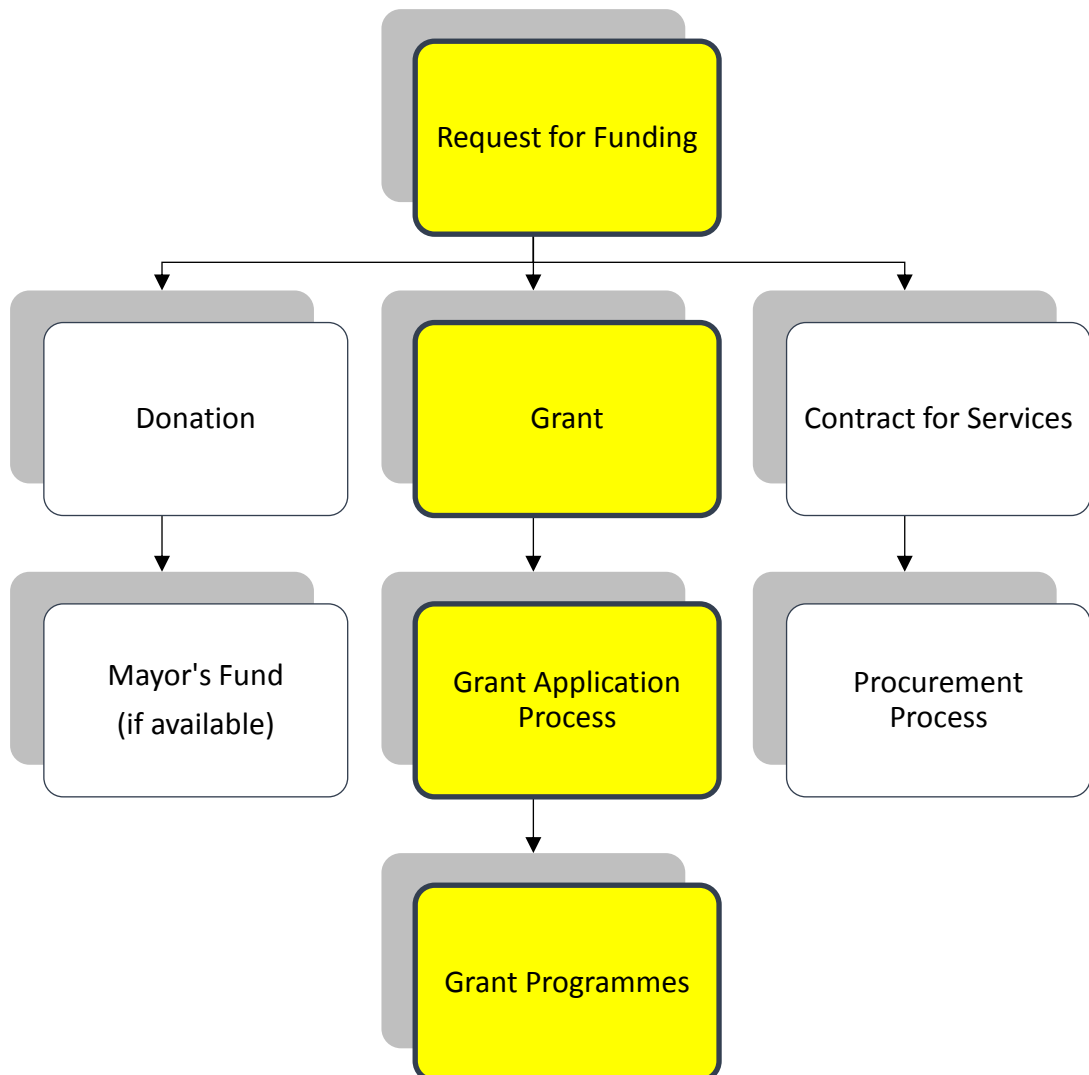 Request for Funding
Donation
Grant
Contract for Services
Mayor's Fund
(if available)
Grant Application
Process
Procurement
Process
Grant Programmes